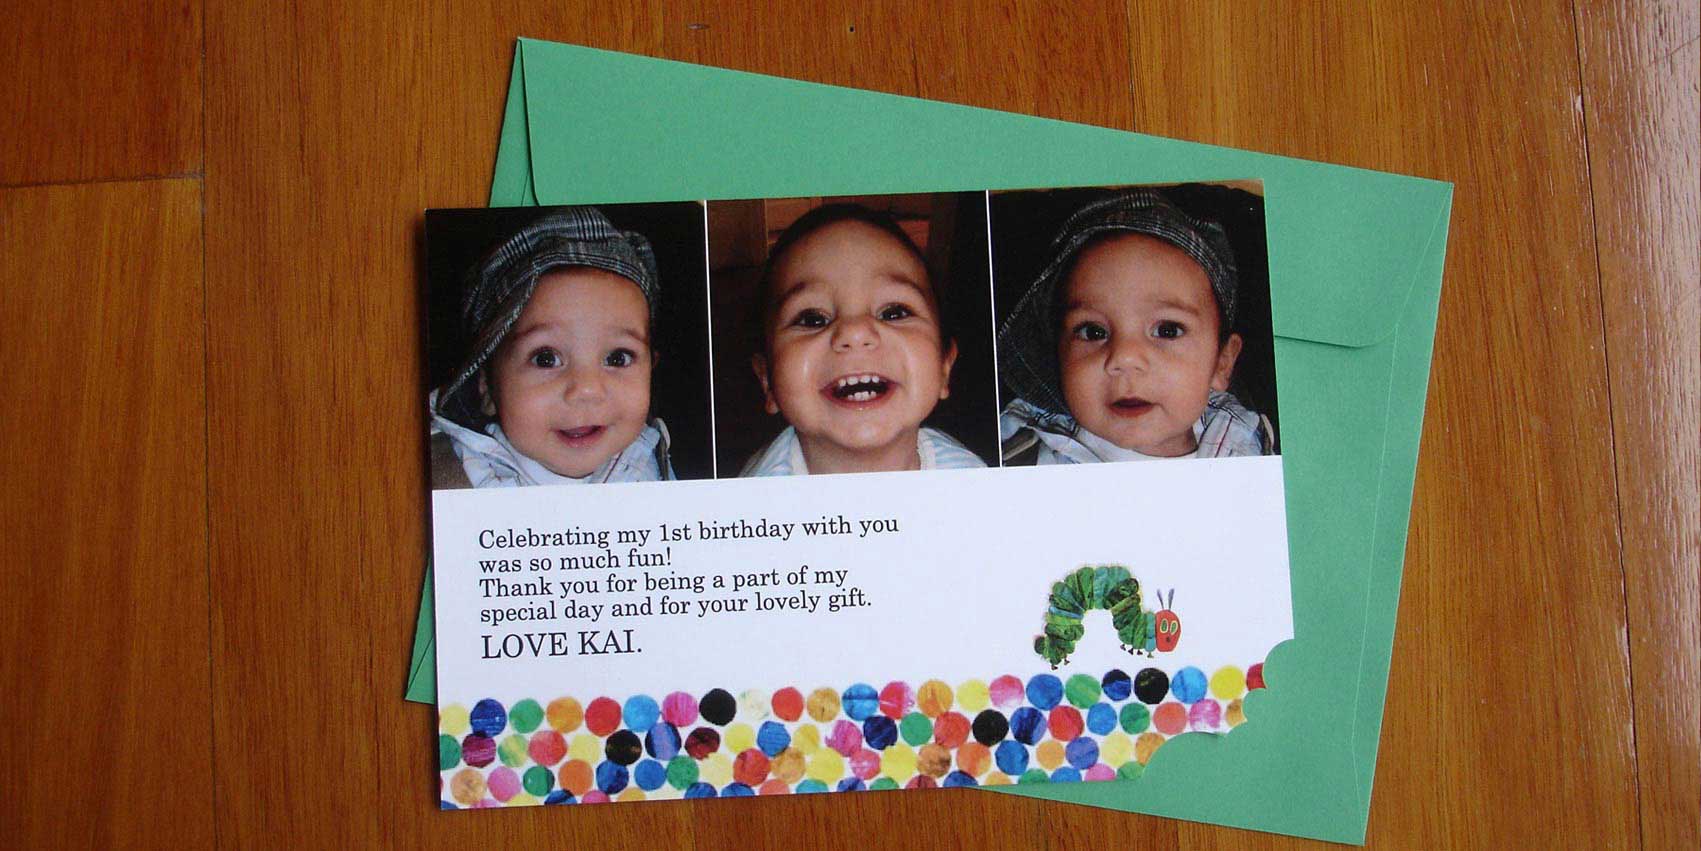 Celebrating my 1st birthday with you
was so much fun!
Thank you for being a part of my
special day and for your lovely gift.
LOVE KAI.